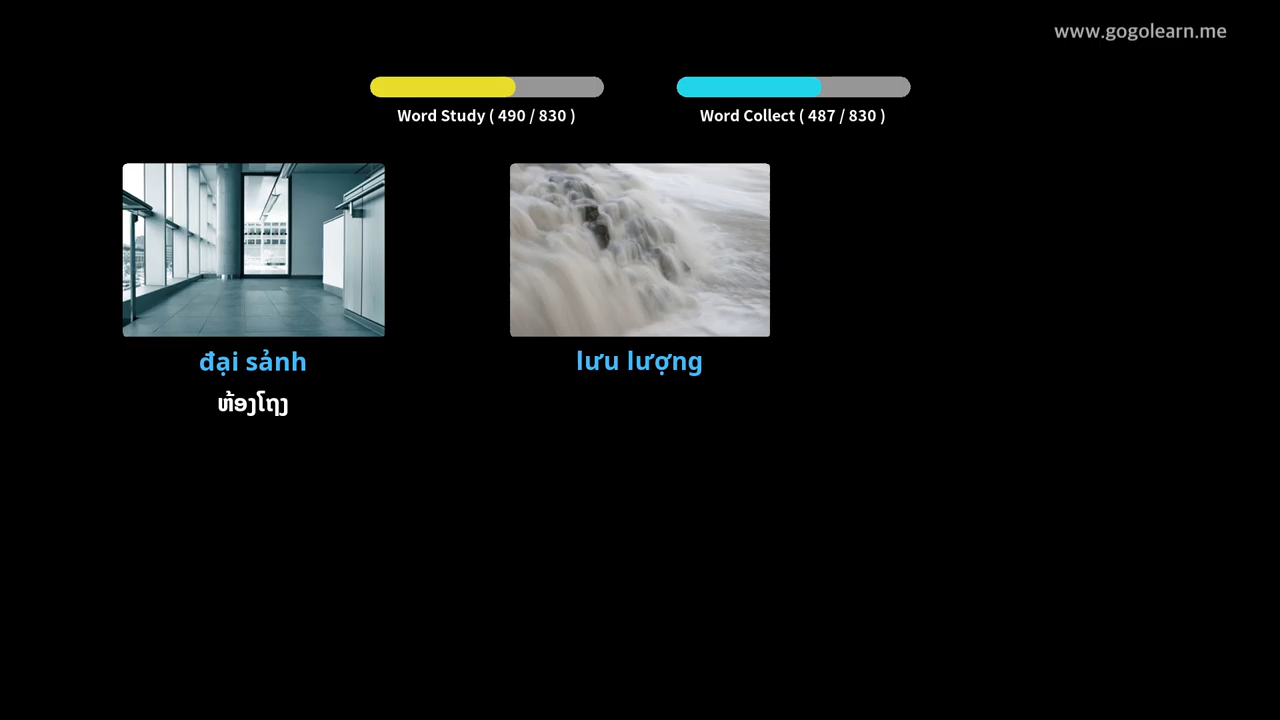 www.gogolearn.me
Word Study ( 490 / 830 )
Word Collect ( 487 / 830 )
đại sảnh
lưu lượng
ຫ້ອງໂຖງ